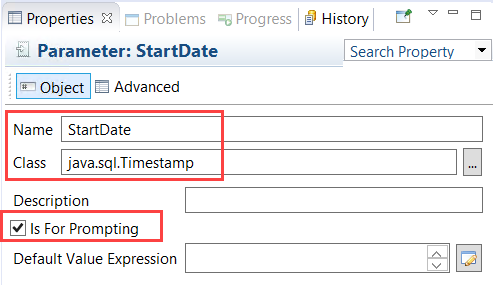 Properties Problems Progress History
Parameter: StartDate
Search Property
Object Advanced
Name StartDate
Class java.sql.Timestamp ...
Description
Is For Prompting
Default Value Expression